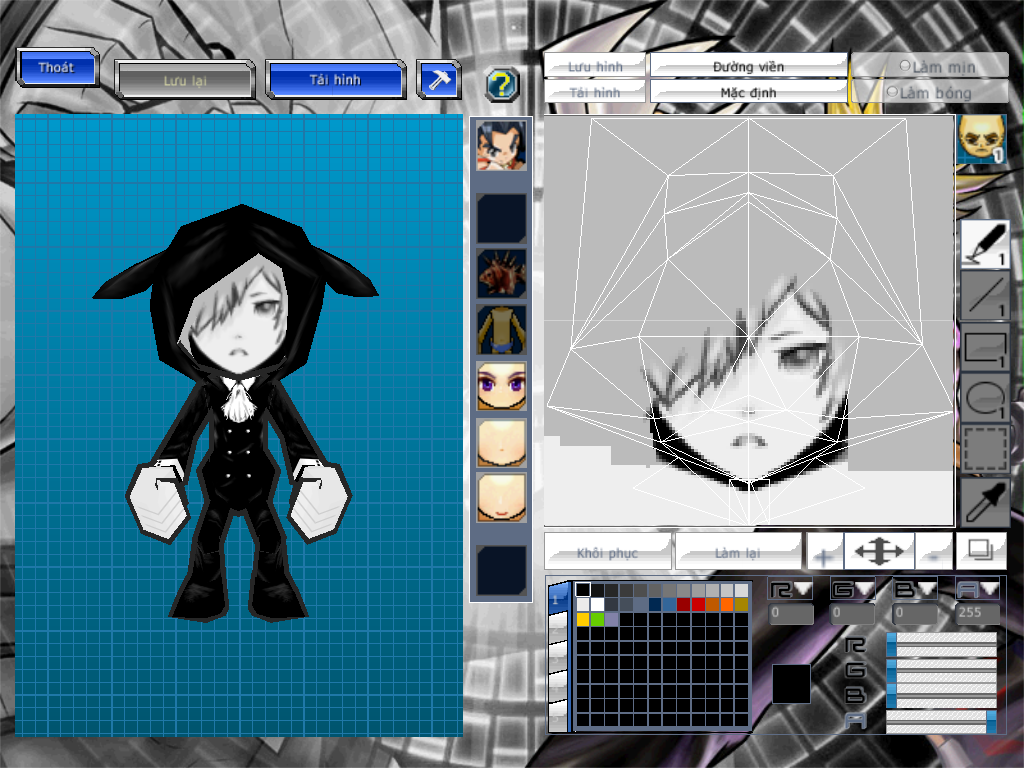 Thoát
Lưu lại
Tải hình
?
Lưu hình
Đường viền
Làm mịn
Tải hình
Mặc định
Làm bóng
1
1
1
1
1
Khôi phục
Làm lại
+
-
1
R
G
B
A
0
0
0
255
R
G
B
A